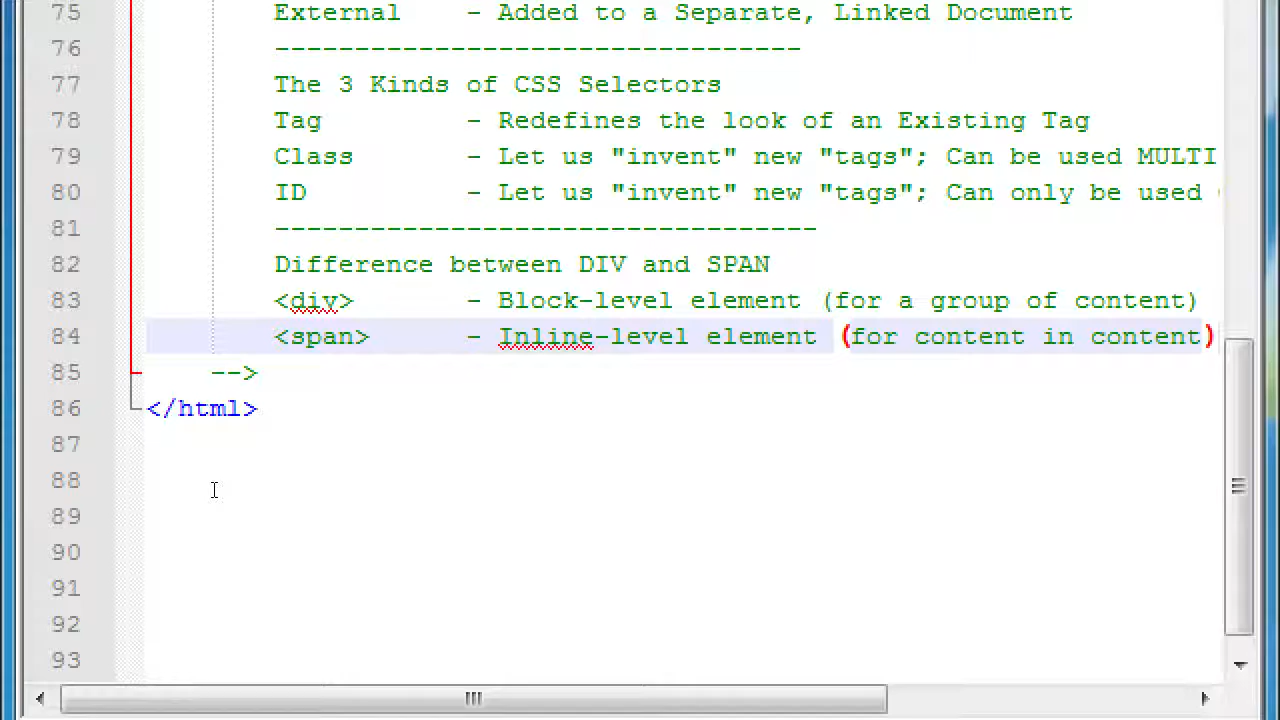 75 External - Added to a Separate, Linked Document
76 ---------------------------------
77 The 3 Kinds of CSS Selectors
78 Tag - Redefines the look of an Existing Tag
79 Class - Let us "invent" new "tags"; Can be used MULTI
80 ID - Let us "invent" new "tags"; Can only be used
81 ----------------------------------
82 Difference between DIV and SPAN
83 <div> - Block-level element (for a group of content)
84 <span> - Inline-level element (for content in content)
85 -->
86 </html>
87
88
89
90
91
92
93